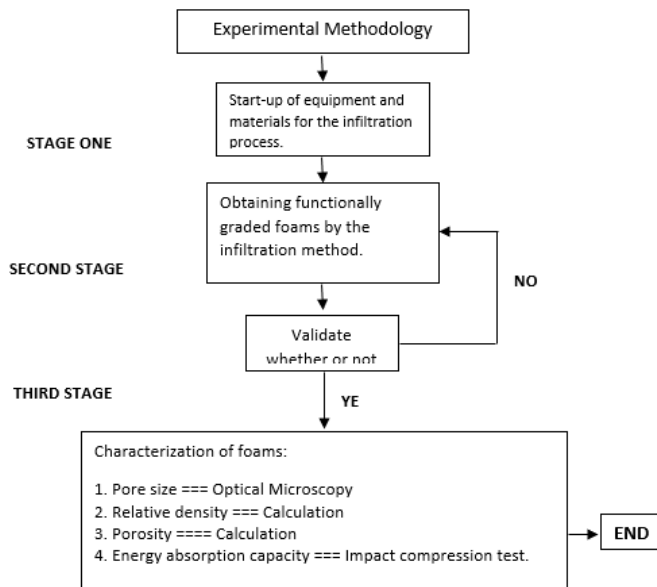 Experimental Methodology
Start-up of equipment and
materials for the infiltration
process.
STAGE ONE
Obtaining functionally
graded foams by the
infiltration method.
SECOND STAGE
NO
Validate
whether or not
THIRD STAGE
YE
Characterization of foams:
1. Pore size === Optical Microscopy
2. Relative density === Calculation
3. Porosity ==== Calculation
4. Energy absorption capacity === Impact compression test.
END